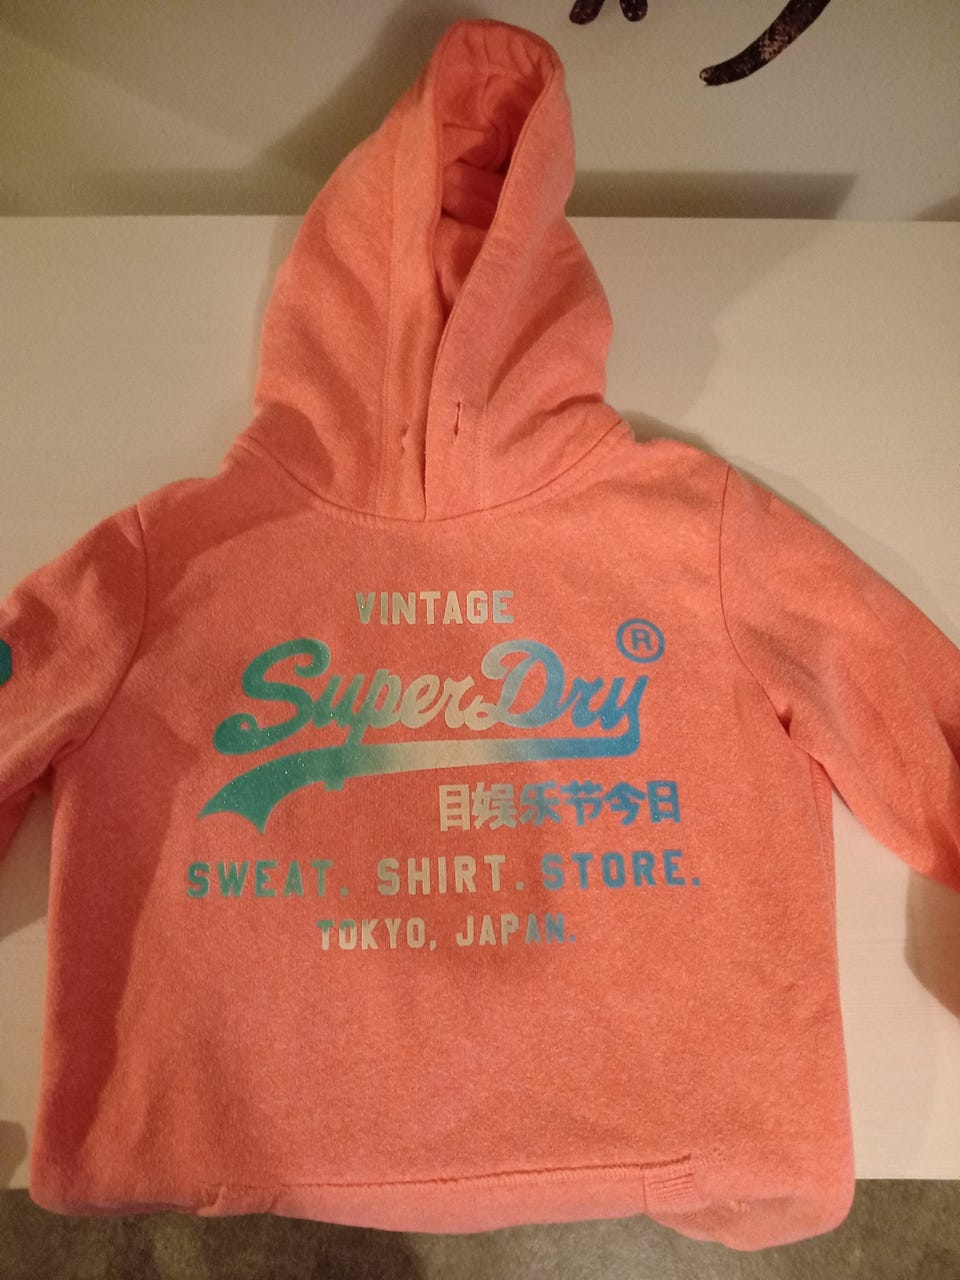 VINTAGE
SuperDry®
目娱乐节今日
SWEAT. SHIRT. STORE.
TOKYO, JAPAN.